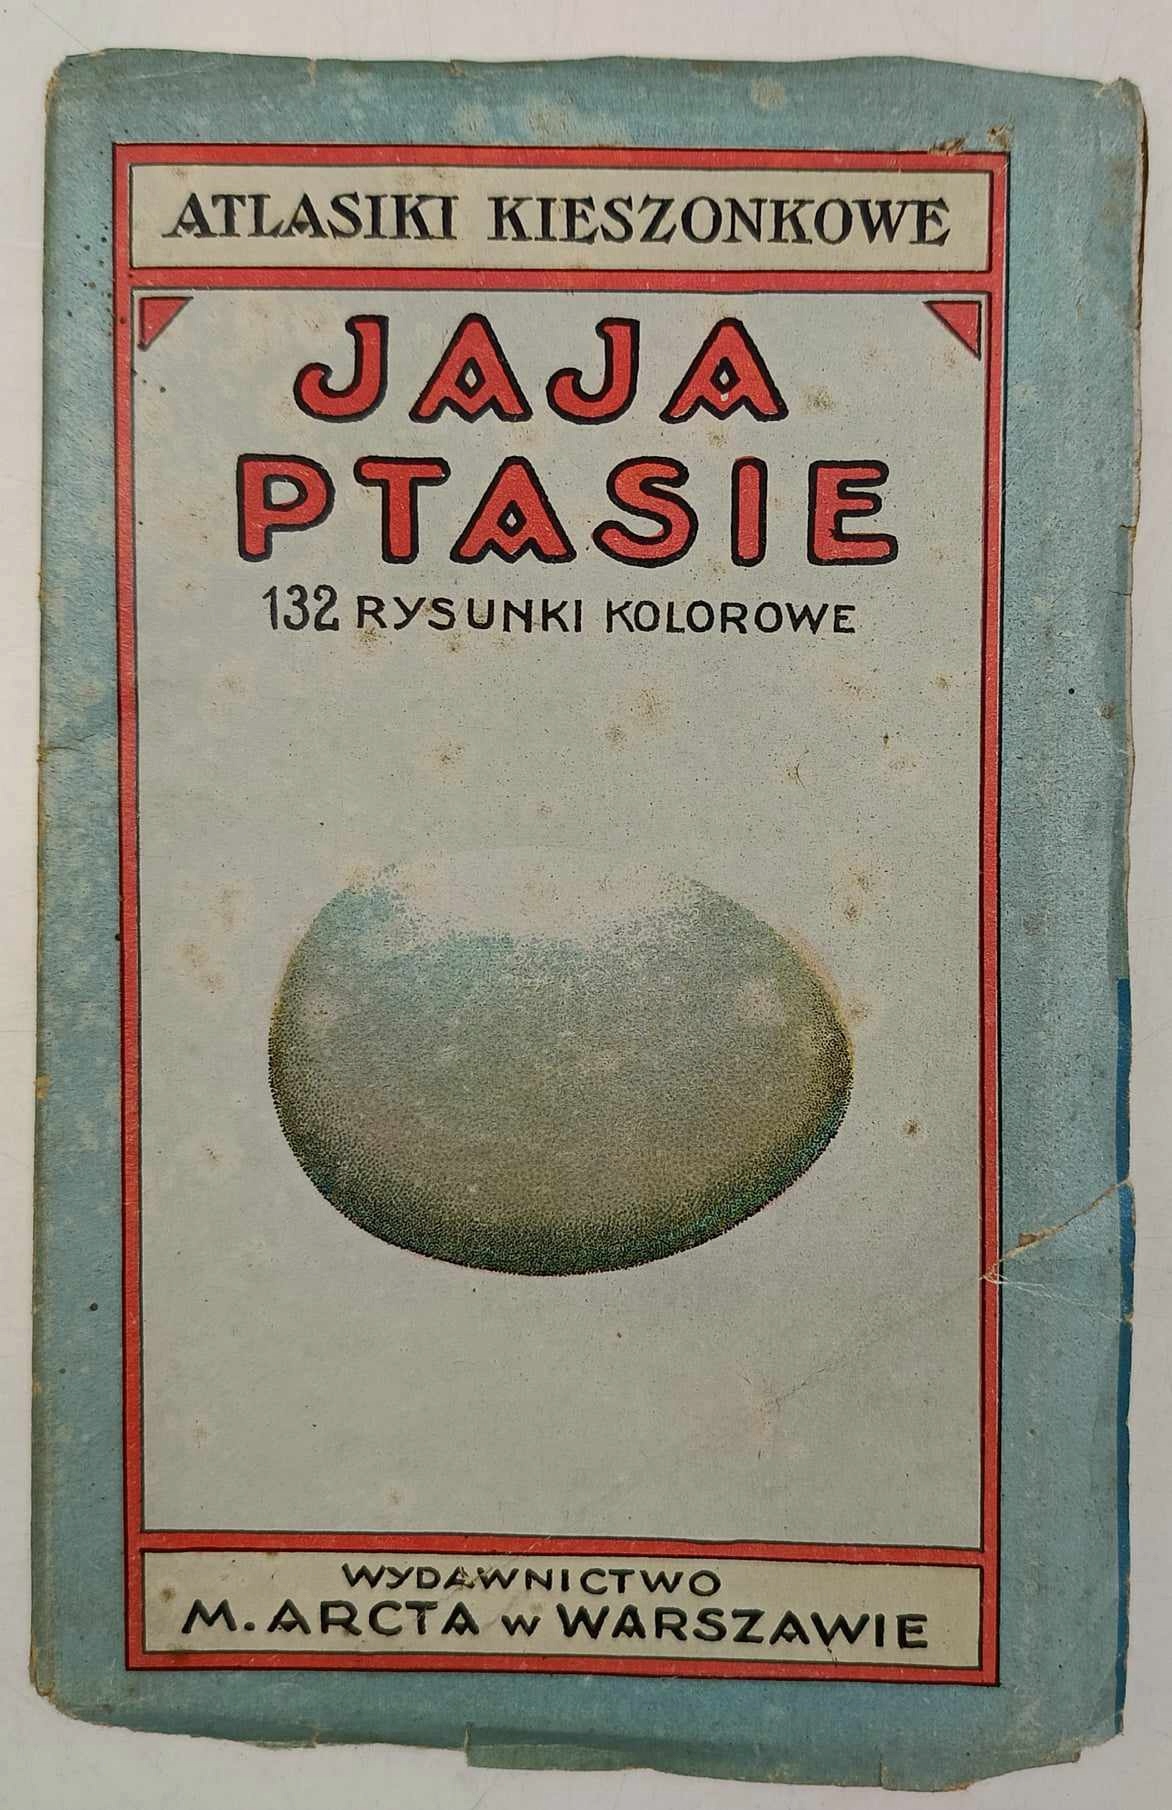 ATLASIKI KIESZONKOWE
JAJA
PTASIE
132 RYSUNKI KOLOROWE
WYDAWNICTWO
M. ARCTA W WARSZAWIE